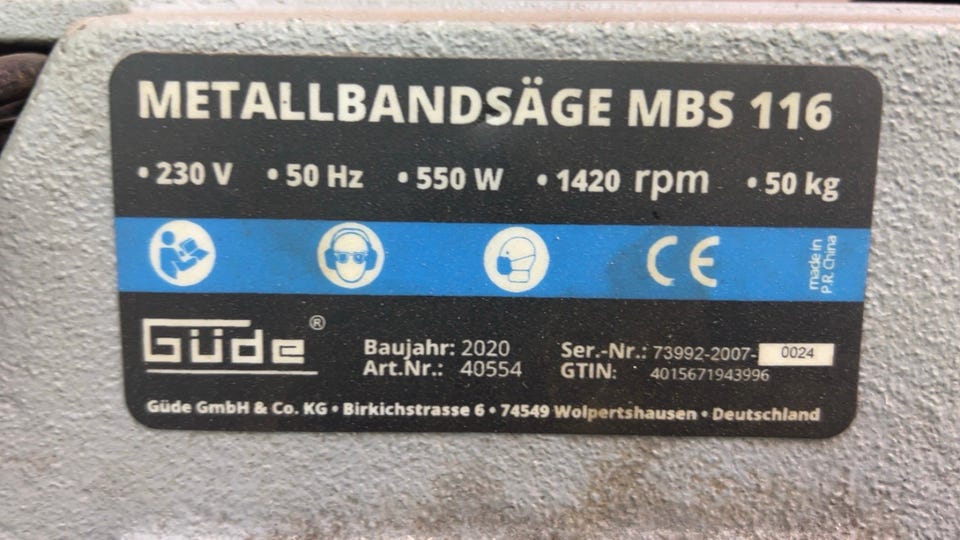 METALLBANDSÄGE MBS 116
• 230 V • 50 Hz • 550 W • 1420 rpm • 50 kg
CE
made in
P.R. China
Güde®
Baujahr: 2020
Art.Nr.: 40554
Ser.-Nr.: 73992-2007-0024
GTIN: 4015671943996
Güde GmbH & Co. KG • Birkichstrasse 6 • 74549 Wolpertshausen • Deutschland